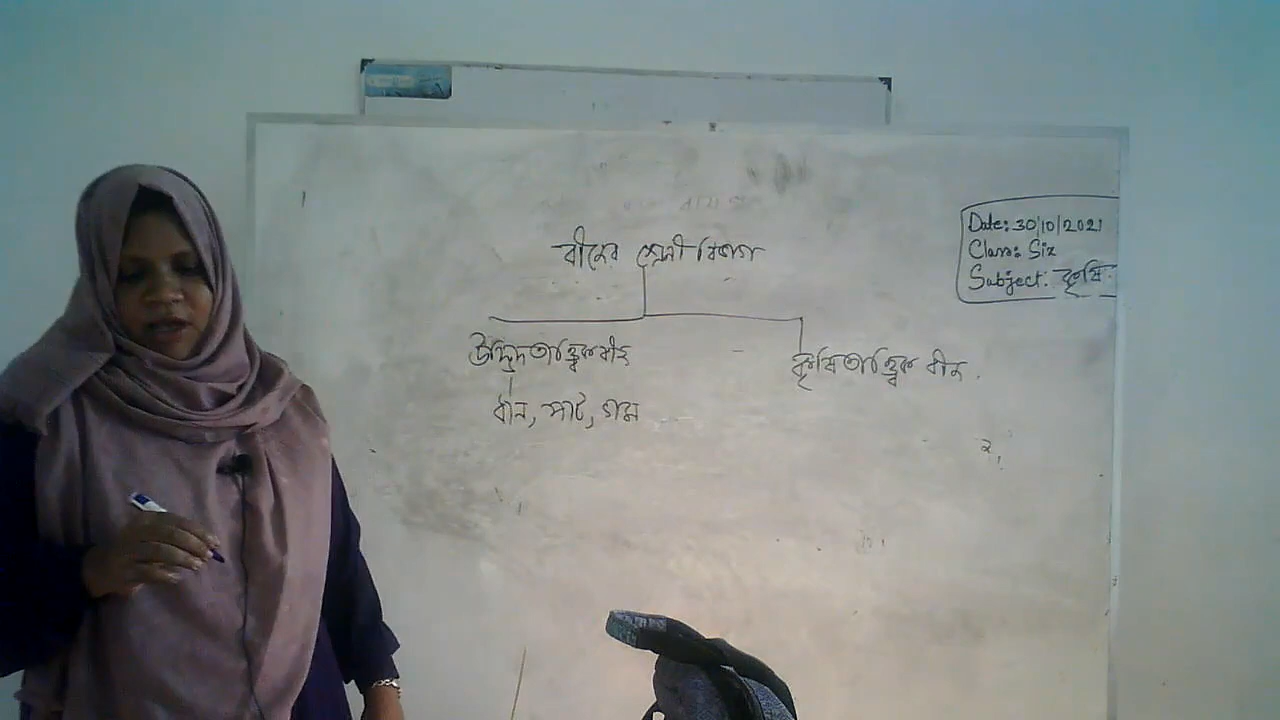 বীজের শ্রেণী বিভাগ
উদ্ভিদতাত্ত্বিক বীজ
কৃষিতাত্ত্বিক বীজ.
ধান, পাট, গম
Date: 30/10/2021
Class: Six
Subject: কৃষি